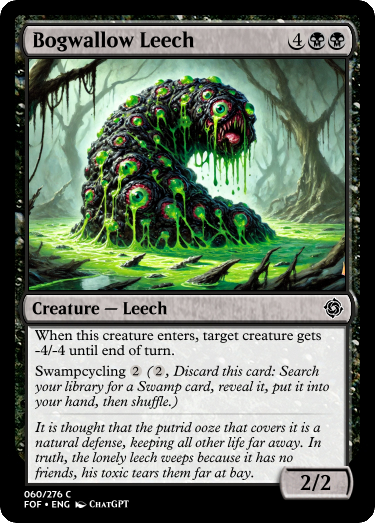 Bogwallow Leech 4
Creature — Leech
When this creature enters, target creature gets
-4/-4 until end of turn.
Swampcycling 2 (2, Discard this card: Search
your library for a Swamp card, reveal it, put it into
your hand, then shuffle.)
It is thought that the putrid ooze that covers it is a
natural defense, keeping all other life far away. In
truth, the lonely leech weeps because it has no
friends, his toxic tears them far at bay.
2/2
060/276 C
FOF • ENG ChatGPT